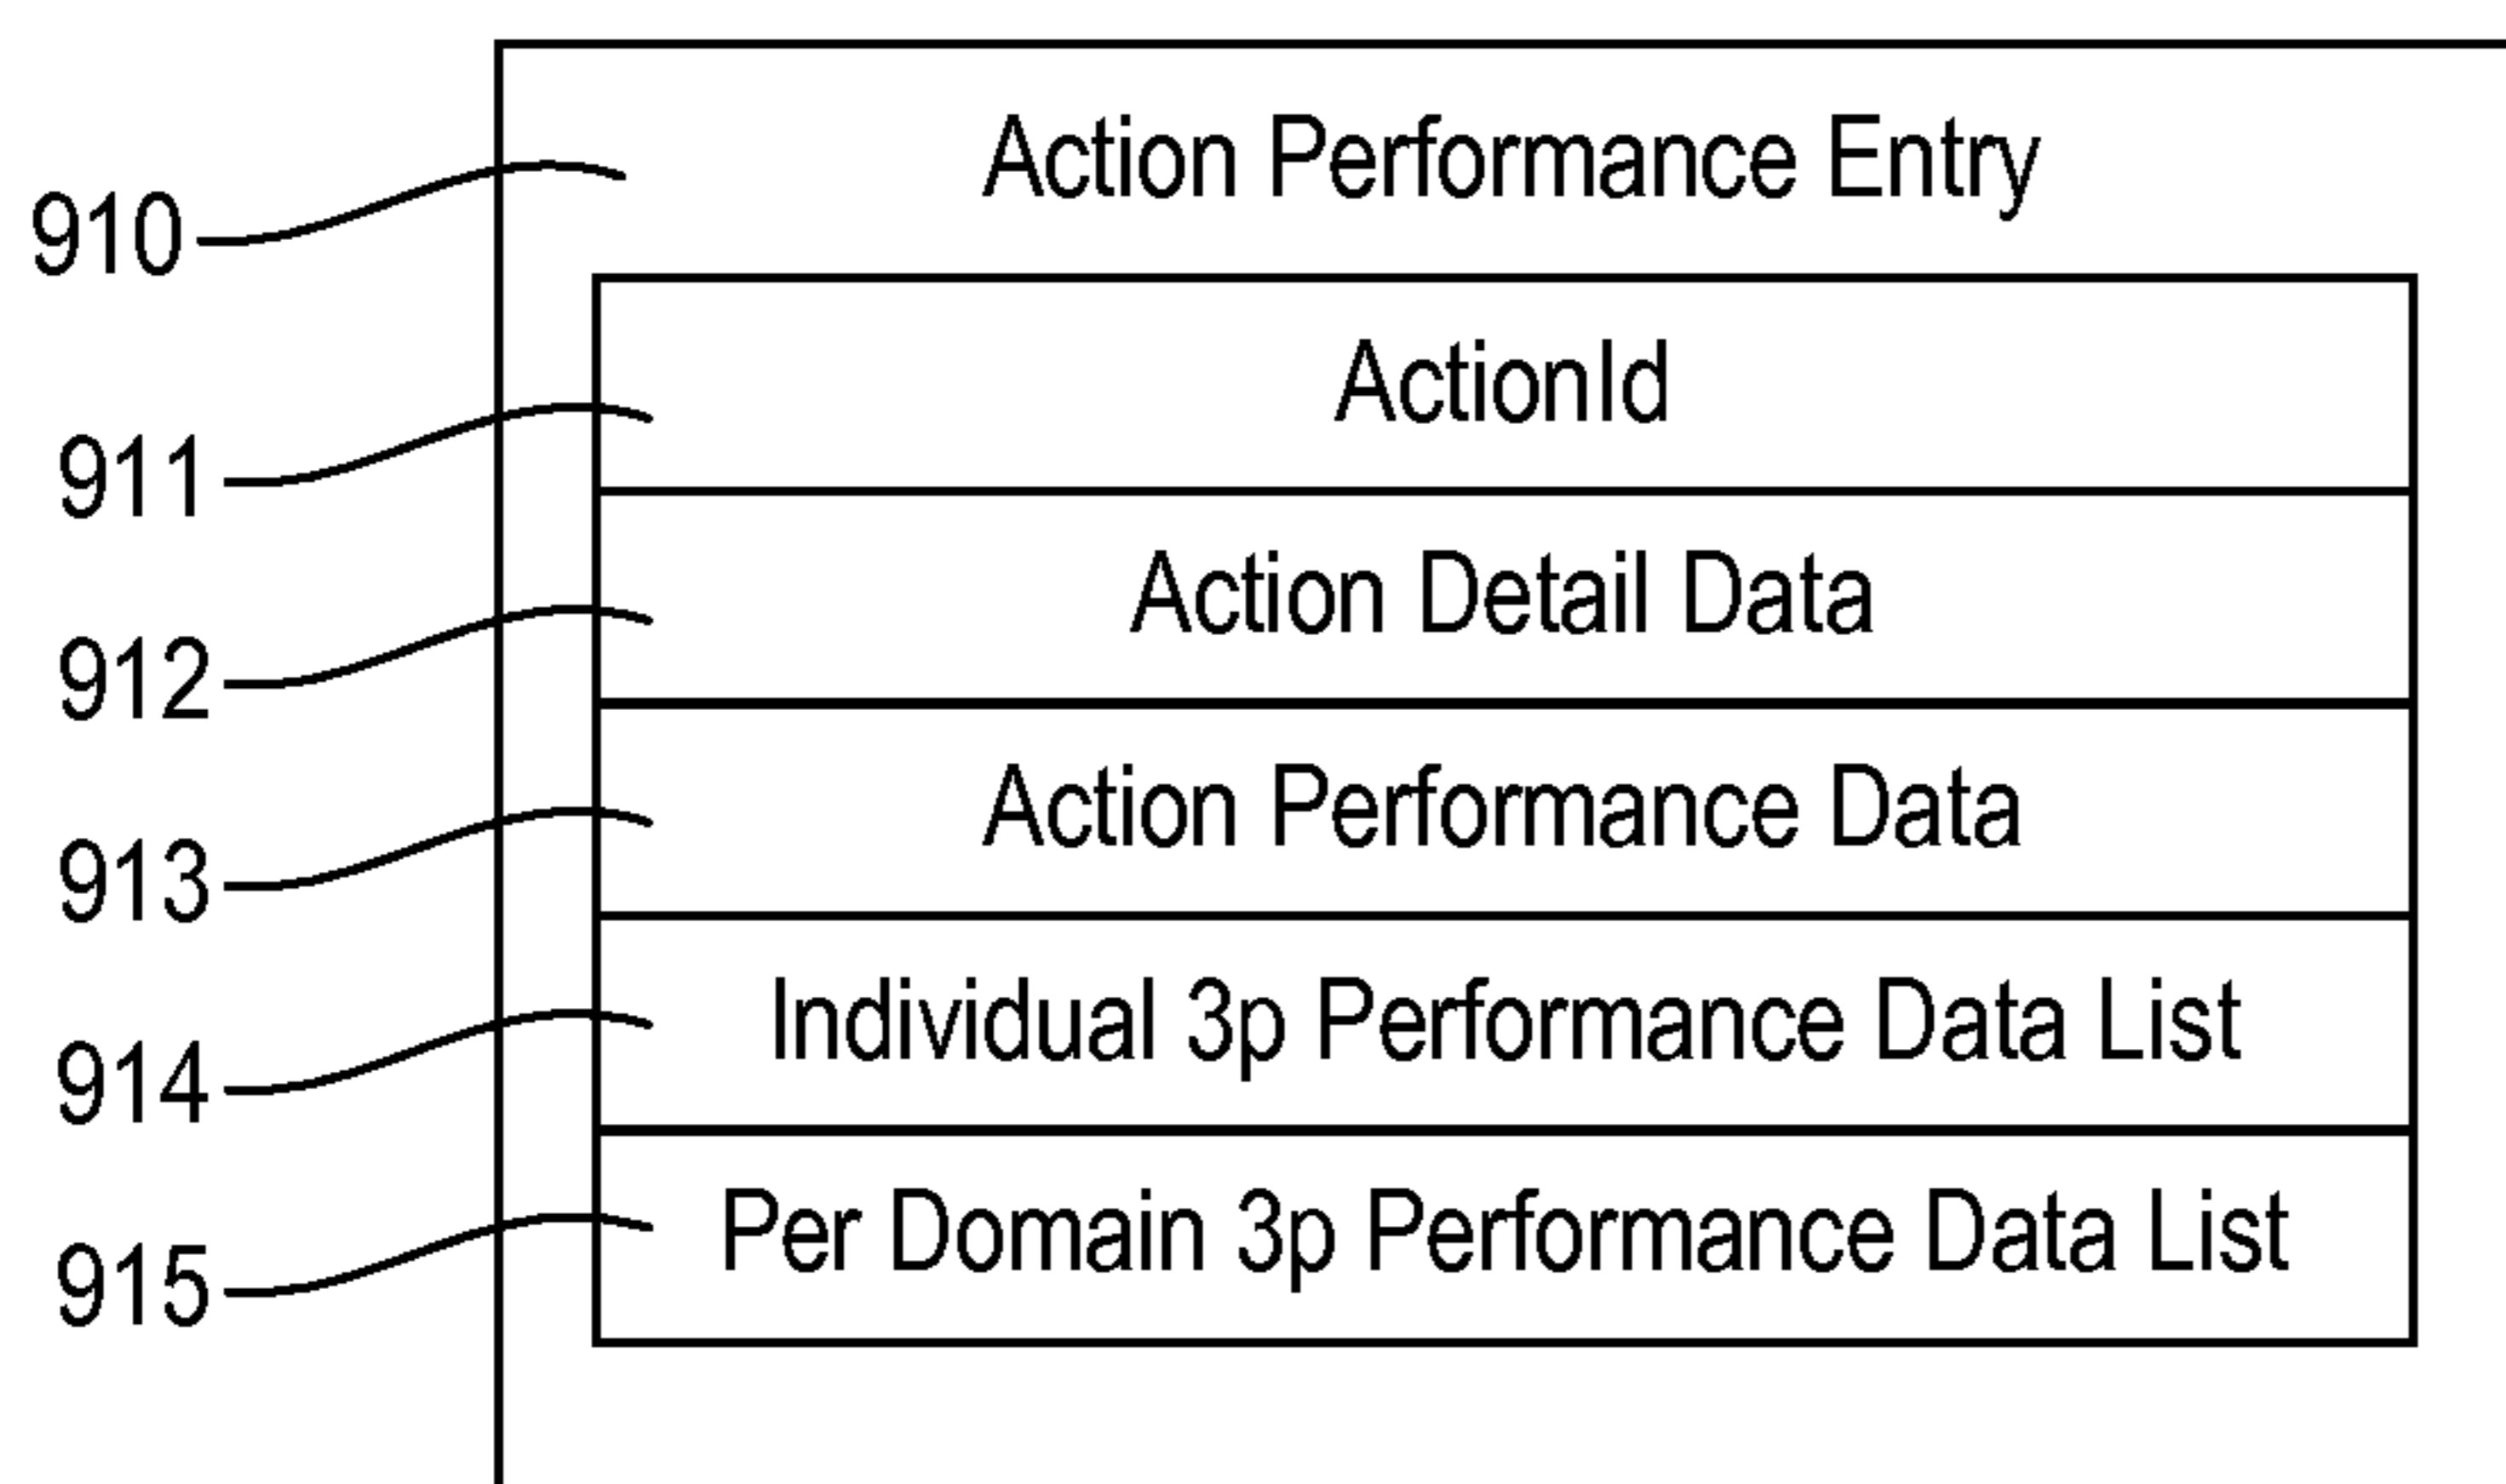 Action Performance Entry
910
ActionId
911
Action Detail Data
912
Action Performance Data
913
Individual 3p Performance Data List
914
Per Domain 3p Performance Data List
915